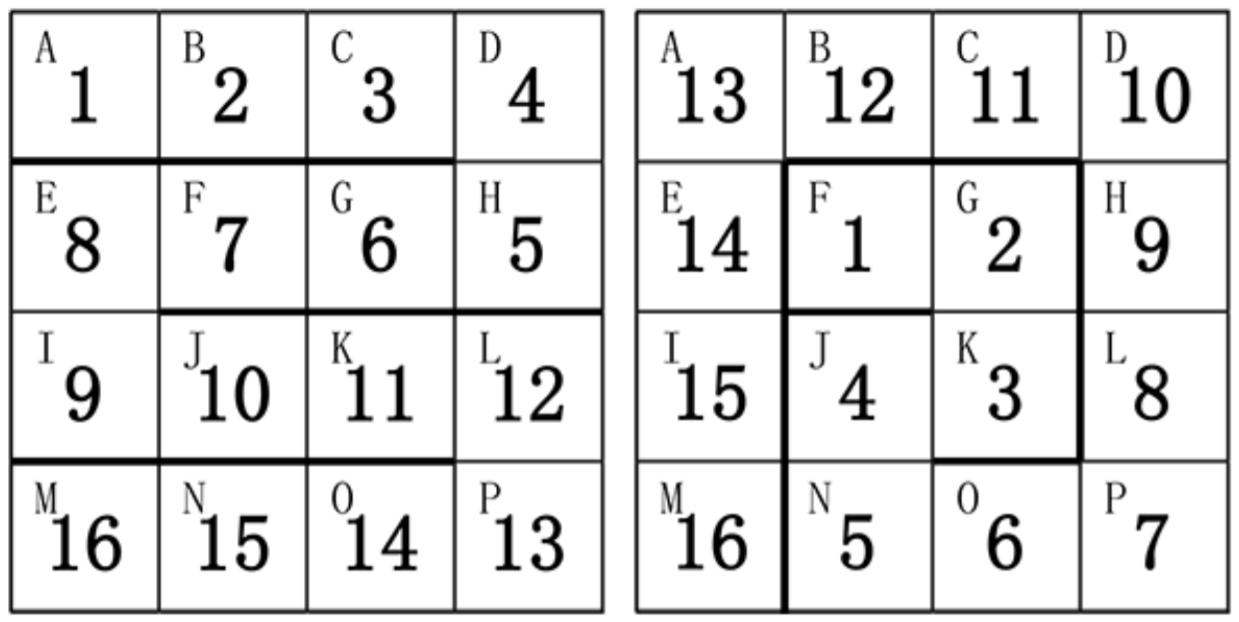 A 1 B 2 C 3 D 4
E 8 F 7 G 6 H 5
I 9 J 10 K 11 L 12
M 16 N 15 O 14 P 13
A 13 B 12 C 11 D 10
E 14 F 1 G 2 H 9
I 15 J 4 K 3 L 8
M 16 N 5 O 6 P 7